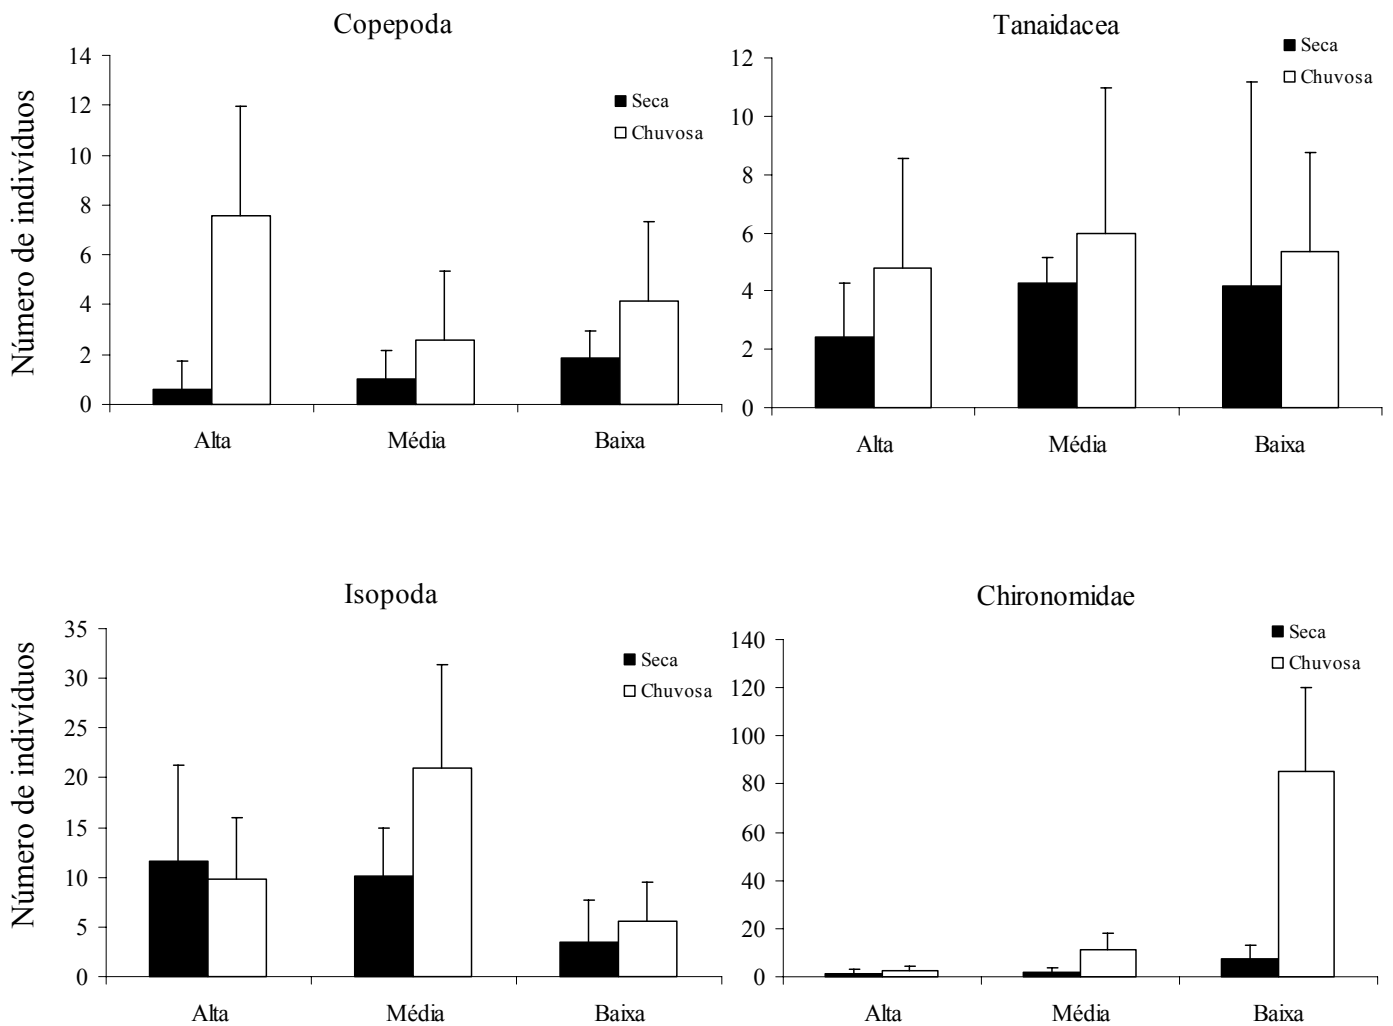 Copepoda
Número de indivíduos
14
12
10
8
6
4
2
0
Seca
Chuvosa
Alta Média Baixa
Tanaidacea
12
10
8
6
4
2
0
Seca
Chuvosa
Alta Média Baixa
Isopoda
Número de indivíduos
35
30
25
20
15
10
5
0
Seca
Chuvosa
Alta Média Baixa
Chironomidae
140
120
100
80
60
40
20
0
Seca
Chuvosa
Alta Média Baixa